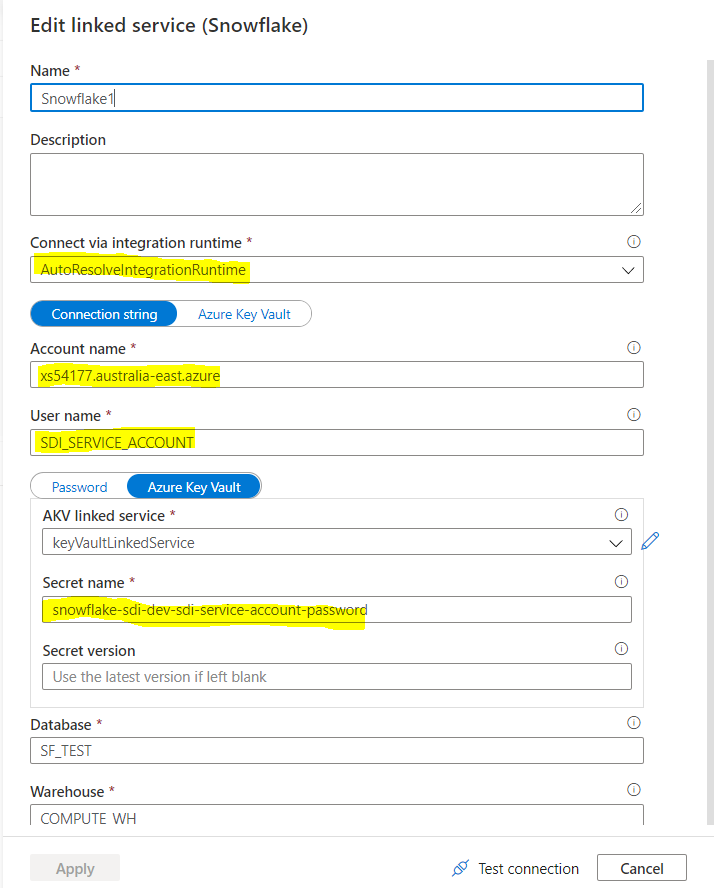 Edit linked service (Snowflake)
Name *
Snowflake1
Description
Connect via integration runtime *
AutoResolveIntegrationRuntime
Connection string Azure Key Vault
Account name *
xs54177.australia-east.azure
User name *
SDI_SERVICE_ACCOUNT
Password Azure Key Vault
AKV linked service *
keyVaultLinkedService
Secret name *
snowflake-sdi-dev-sdi-service-account-password
Secret version
Use the latest version if left blank
Database *
SF_TEST
Warehouse *
COMPUTE_WH
Apply Test connection Cancel